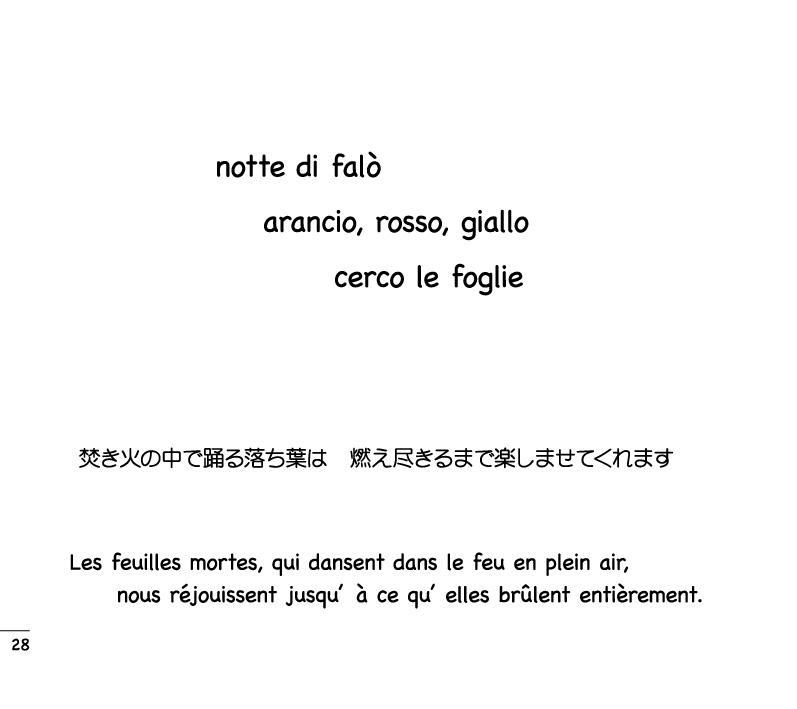 notte di falò
arancio, rosso, giallo
cerco le foglie
焚き火の中で踊る落ち葉は　燃え尽きるまで楽しませてくれます
Les feuilles mortes, qui dansent dans le feu en plein air,
nous réjouissent jusqu’ à ce qu’ elles brûlent entièrement.
28